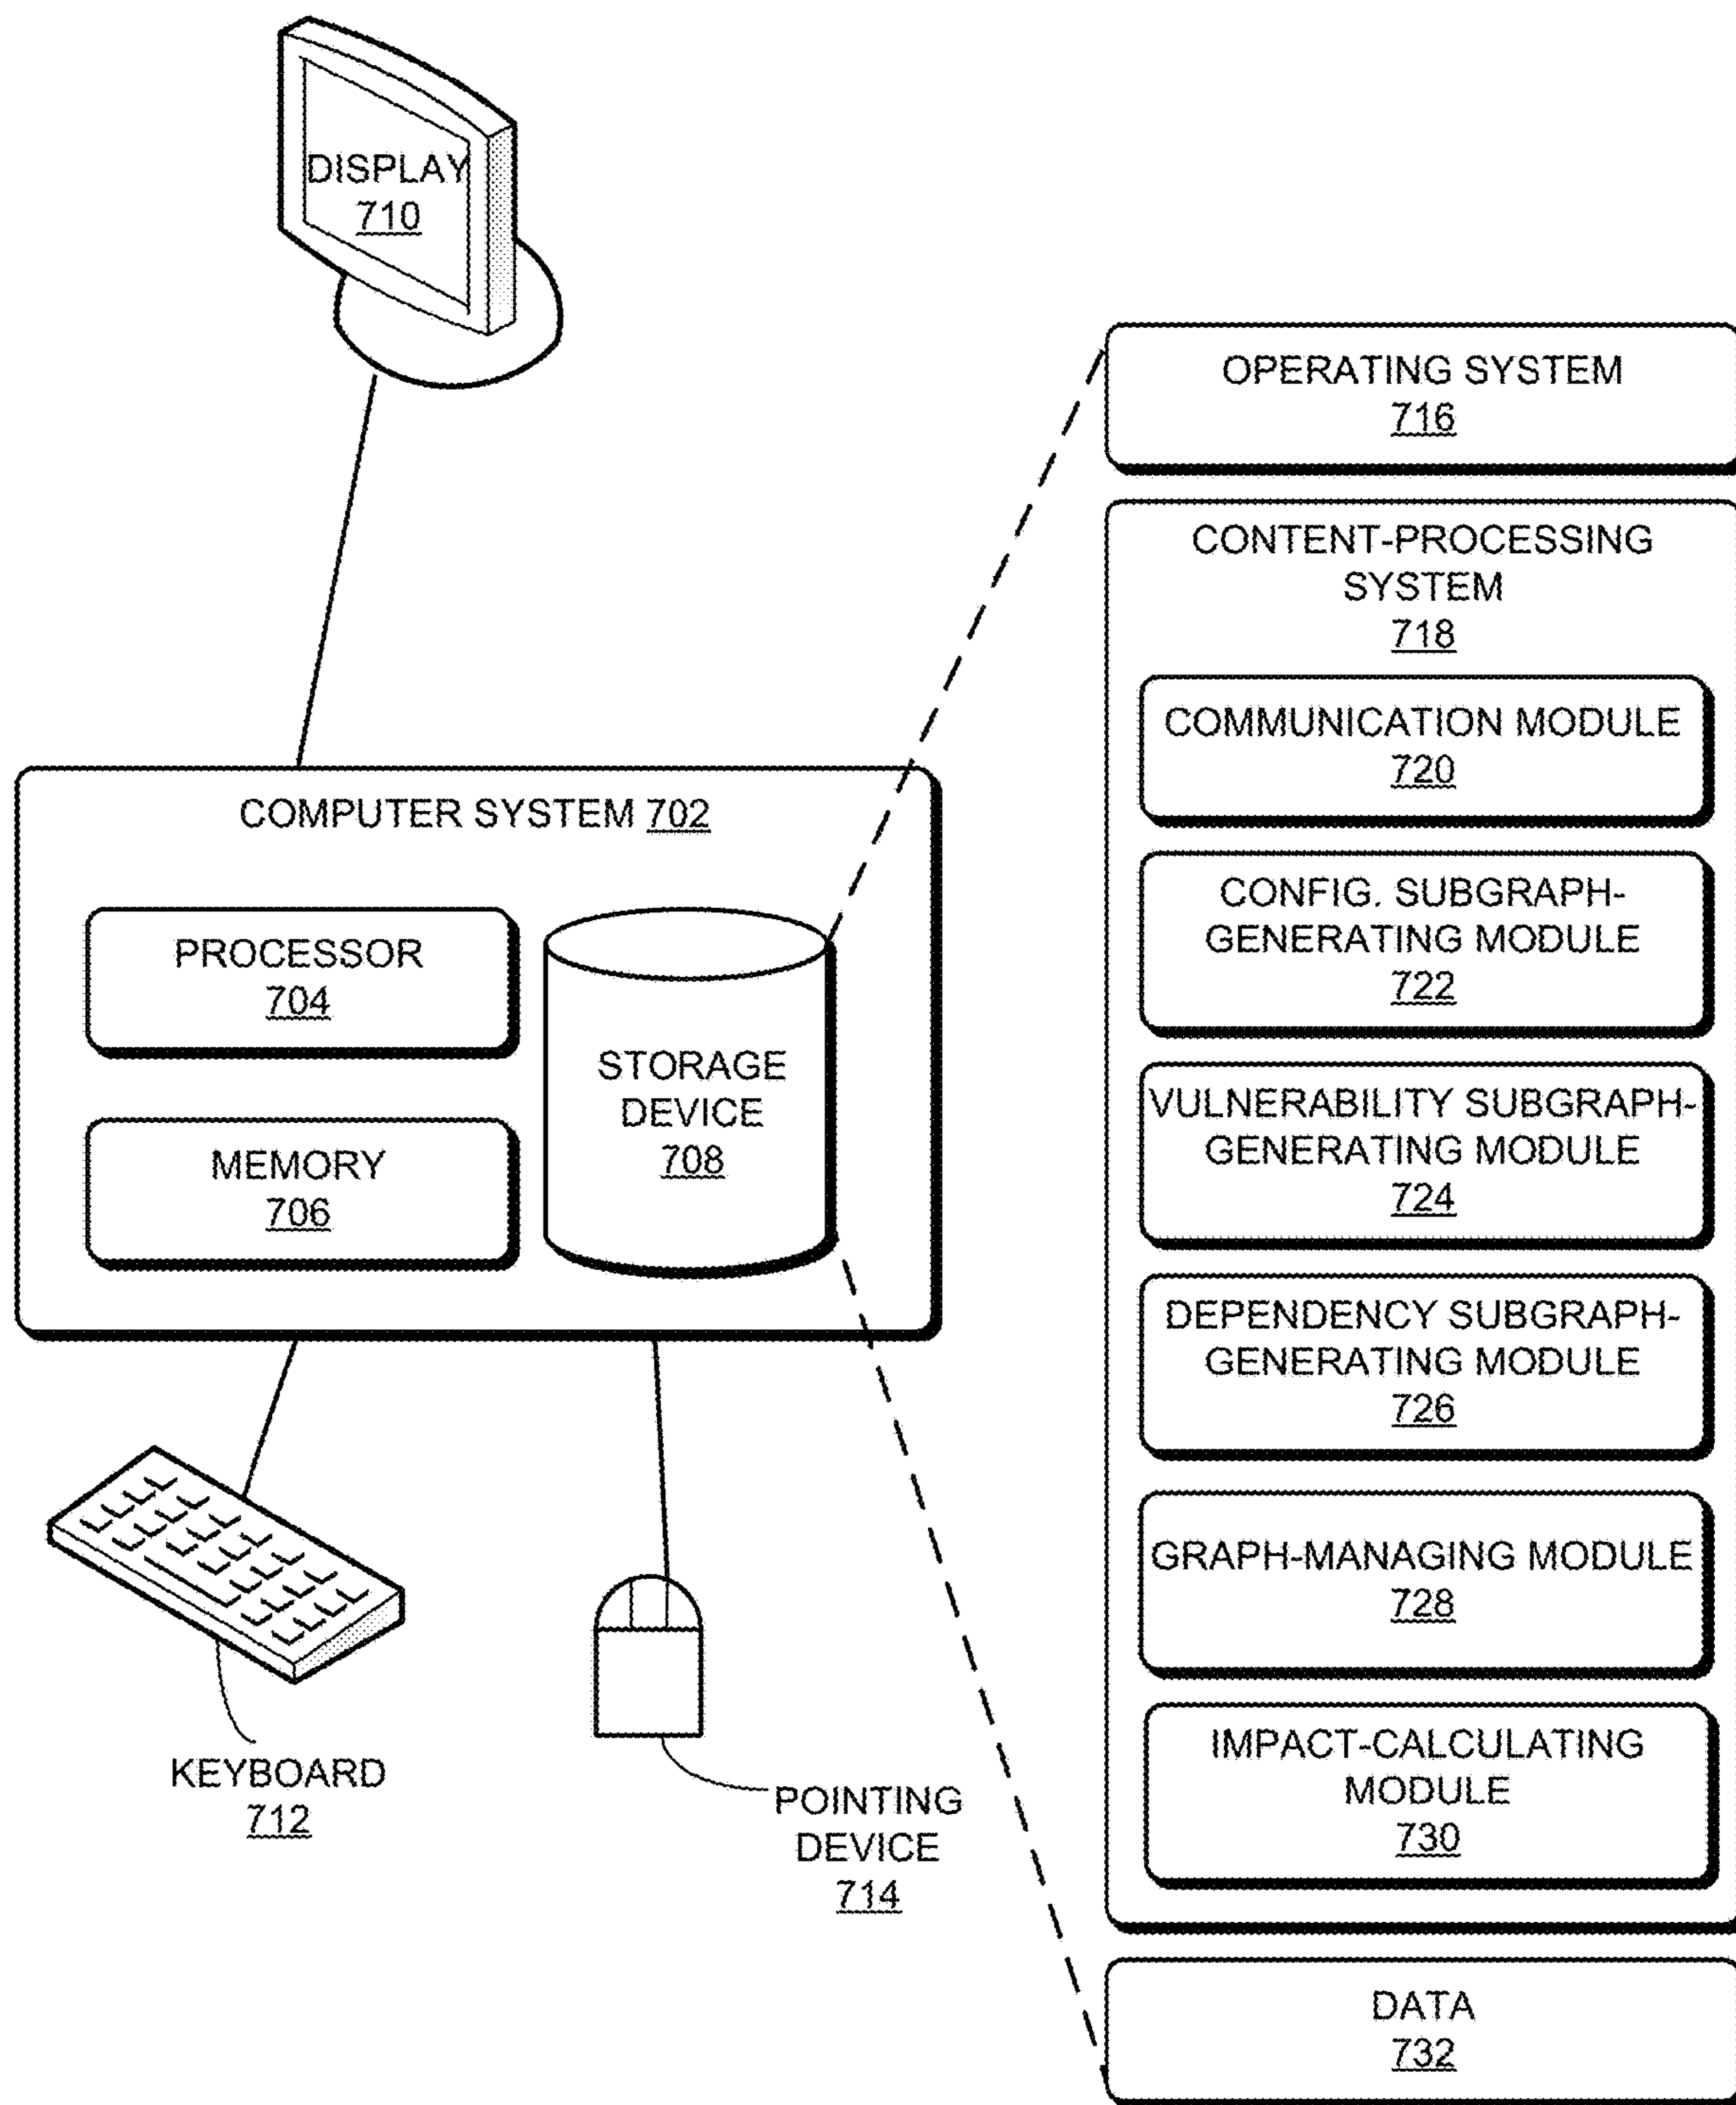 DISPLAY
710
COMPUTER SYSTEM 702
PROCESSOR
704
MEMORY
706
STORAGE
DEVICE
708
KEYBOARD
712
POINTING
DEVICE
714
OPERATING SYSTEM
716
CONTENT-PROCESSING
SYSTEM
718
COMMUNICATION MODULE
720
CONFIG. SUBGRAPH-
GENERATING MODULE
722
VULNERABILITY SUBGRAPH-
GENERATING MODULE
724
DEPENDENCY SUBGRAPH-
GENERATING MODULE
726
GRAPH-MANAGING MODULE
728
IMPACT-CALCULATING
MODULE
730
DATA
732